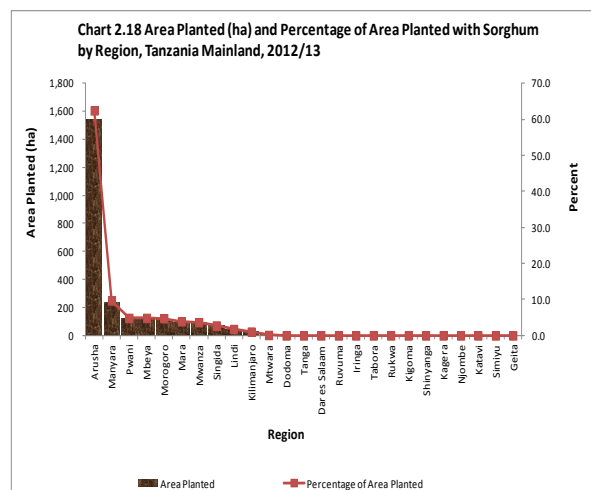 Chart 2.18 Area Planted (ha) and Percentage of Area Planted with Sorghum
by Region, Tanzania Mainland, 2012/13
1,800
1,600
1,400
1,200
1,000
800
600
400
200
0
Area Planted (ha)
70.0
60.0
50.0
40.0
30.0
20.0
10.0
0.0
Percent
Arusha
Manyara
Pwani
Mbeya
Morogoro
Mara
Mwanza
Singida
Lindi
Kilimanjaro
Mtwara
Dodoma
Tanga
Dar es Salaam
Ruvuma
Iringa
Tabora
Rukwa
Kigoma
Shinyanga
Kagera
Njombe
Katavi
Simiyu
Geita
Region
Area Planted
Percentage of Area Planted